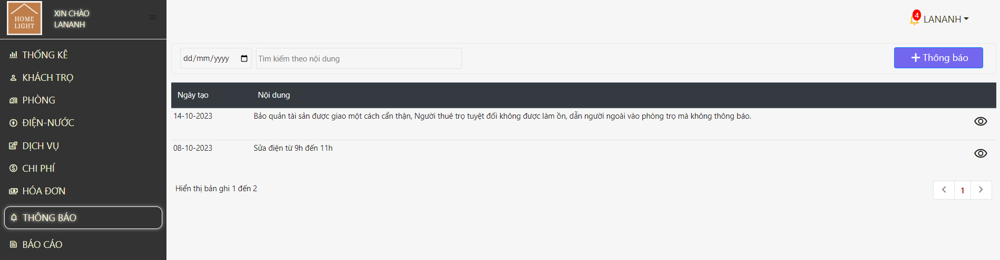 HOME
LIGHT
XIN CHÀO
LANANH
4
LANANH
THỐNG KÊ
KHÁCH TRỌ
PHÒNG
ĐIỆN-NƯỚC
DỊCH VỤ
CHI PHÍ
HÓA ĐƠN
THÔNG BÁO
BÁO CÁO
dd/mm/yyyy
Tìm kiếm theo nội dung
Thông báo
Ngày tạo Nội dung
14-10-2023 Bảo quản tài sản được giao một cách cẩn thận, Người thuê trọ tuyệt đối không được làm ồn, dẫn người ngoài vào phòng trọ mà không thông báo.
08-10-2023 Sửa điện từ 9h đến 11h
Hiển thị bản ghi 1 đến 2
1